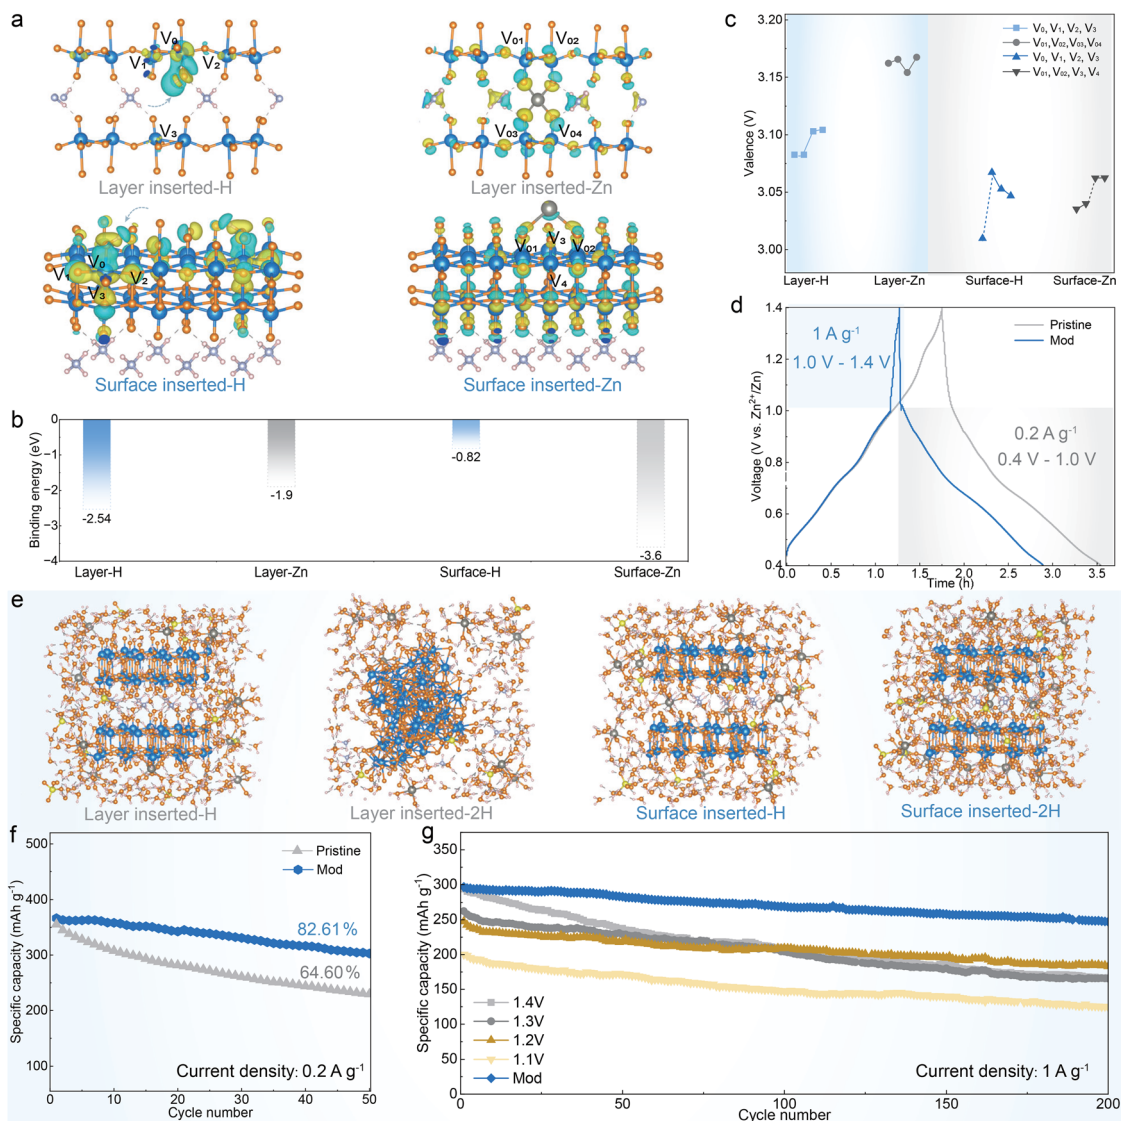 a
V₀
V₁
V₂
V₃
Layer inserted-H
V₀₁
V₀₂
V₀₃
V₀₄
Layer inserted-Zn
V₀
V₁
V₂
V₃
Surface inserted-H
V₀₁
V₃
V₀₂
V₄
Surface inserted-Zn
b
Binding energy (eV)
0
-1
-2
-3
-4
-2.54
-1.9
-0.82
-3.6
Layer-H
Layer-Zn
Surface-H
Surface-Zn
c
Valence (V)
3.20
3.15
3.10
3.05
3.00
V₀, V₁, V₂, V₃
V₀₁, V₀₂, V₀₃, V₀₄
V₀, V₁, V₂, V₃
V₀₁, V₀₂, V₃, V₄
Layer-H
Layer-Zn
Surface-H
Surface-Zn
d
Voltage (V vs. Zn²⁺/Zn)
1.4
1.2
1.0
0.8
0.6
0.4
1 A g⁻¹
1.0 V - 1.4 V
Pristine
Mod
0.2 A g⁻¹
0.4 V - 1.0 V
0.0
0.5
1.0
1.5
2.0
2.5
3.0
3.5
Time (h)
e
Layer inserted-H
Layer inserted-2H
Surface inserted-H
Surface inserted-2H
f
Specific capacity (mAh g⁻¹)
500
400
300
200
100
Pristine
Mod
82.61%
64.60%
Current density: 0.2 A g⁻¹
0
10
20
30
40
50
Cycle number
g
Specific capacity (mAh g⁻¹)
350
300
250
200
150
100
50
0
1.4V
1.3V
1.2V
1.1V
Mod
Current density: 1 A g⁻¹
0
50
100
150
200
Cycle number